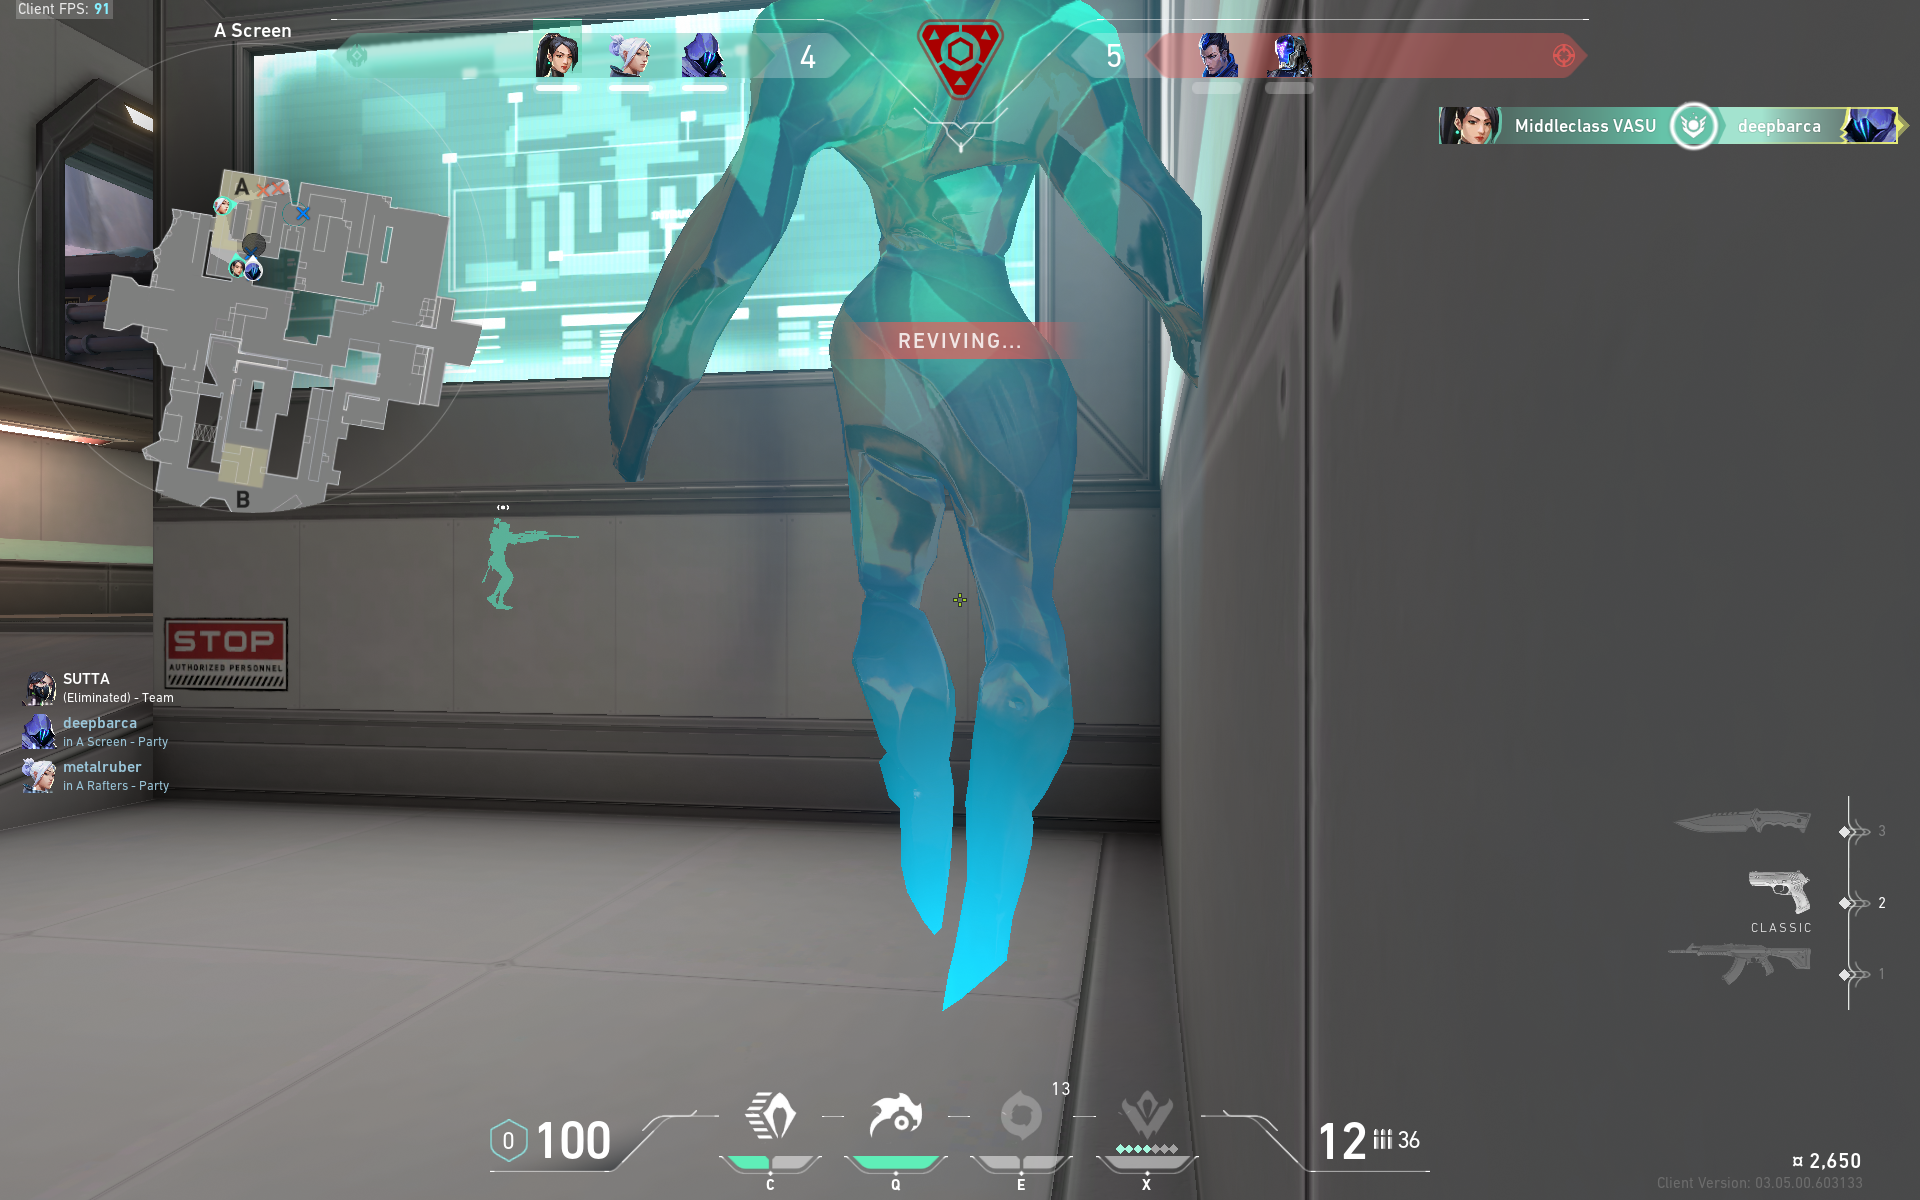 Client FPS: 91
A Screen
4
5
Middleclass VASU
deepbarca
A
B
REVIVING...
STOP
AUTHORIZED PERSONNEL
SUTTA
(Eliminated) - Team
deepbarca
in A Screen - Party
metalruber
in A Rafters - Party
3
2
CLASSIC
1
13
0
100
12
36
C
Q
E
X
¤ 2,650
Client Version: 03.05.00.603133